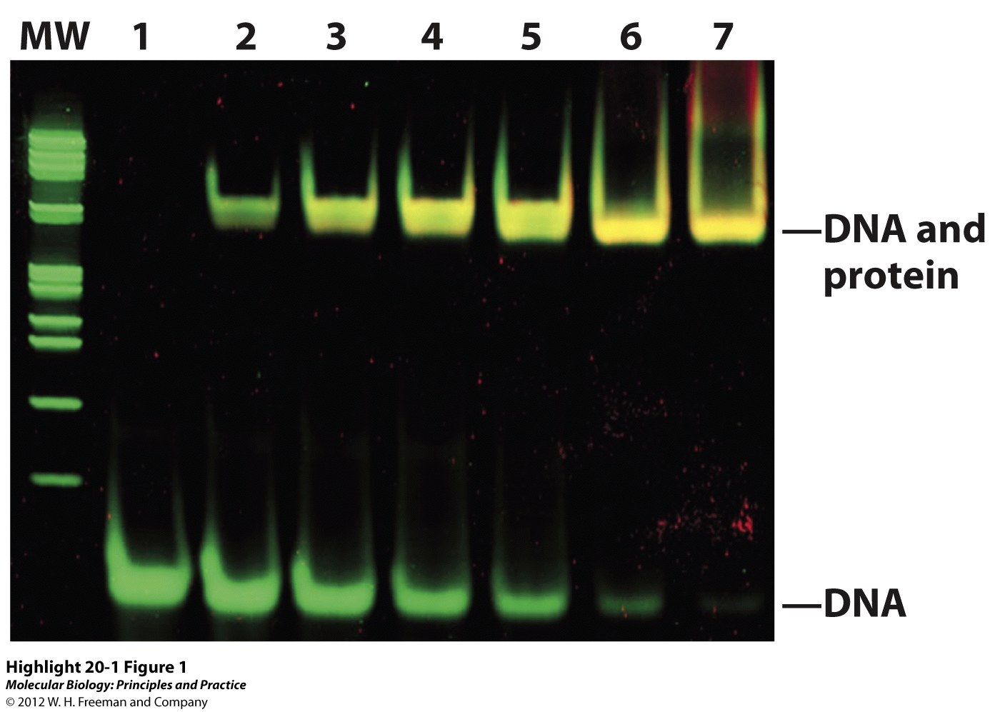 MW 1 2 3 4 5 6 7
DNA and
protein
DNA
Highlight 20-1 Figure 1
Molecular Biology: Principles and Practice
© 2012 W. H. Freeman and Company